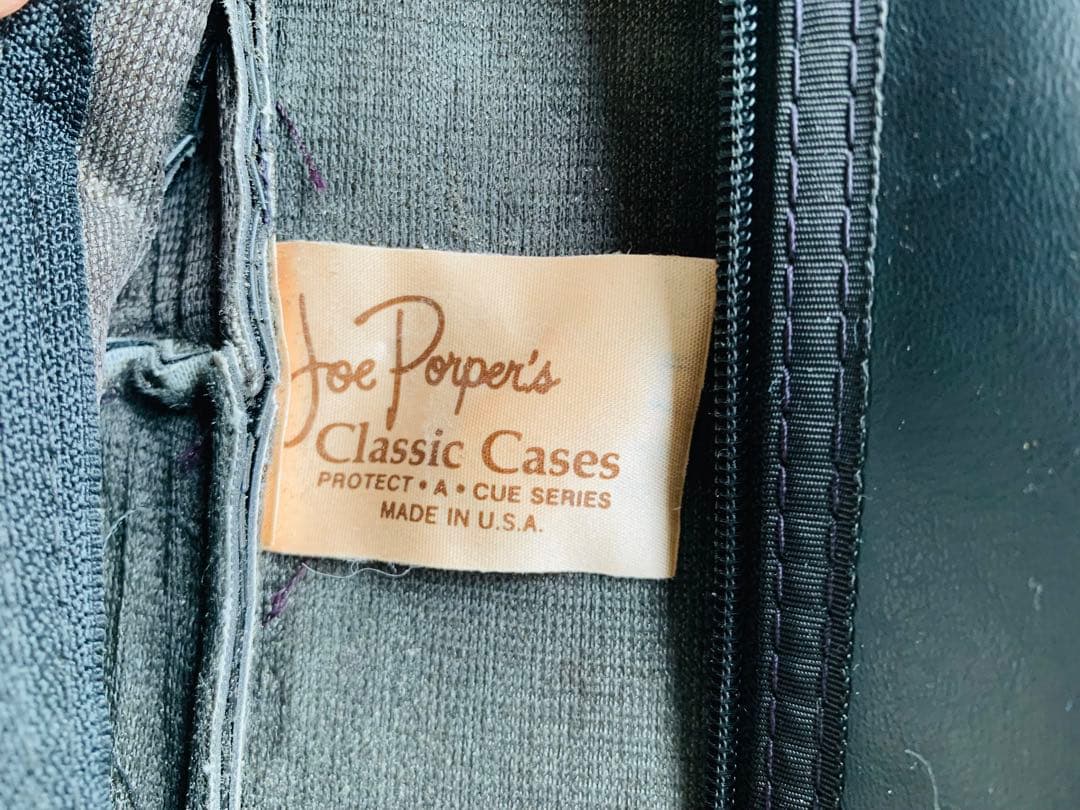 Joe Porper's
Classic Cases
PROTECT • A • CUE SERIES
MADE IN U.S.A.